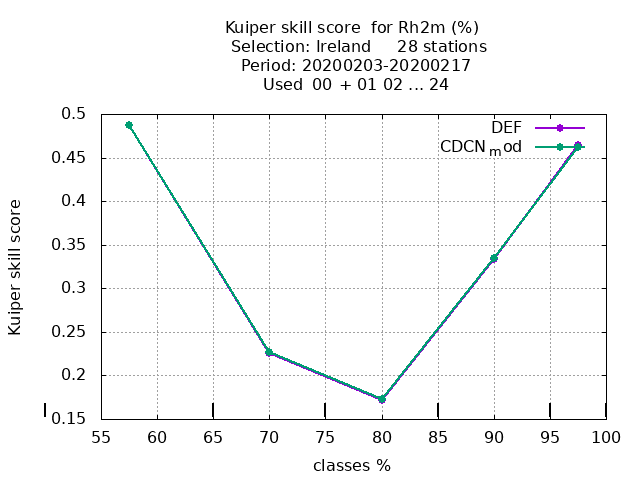 Kuiper skill score  for Rh2m (%)
Selection: Ireland     28 stations
Period: 20200203-20200217
Used  00 + 01 02 ... 24
DEF
CDCNmod
0.5
0.45
0.4
0.35
0.3
0.25
0.2
0.15
Kuiper skill score
55 60 65 70 75 80 85 90 95 100
classes %